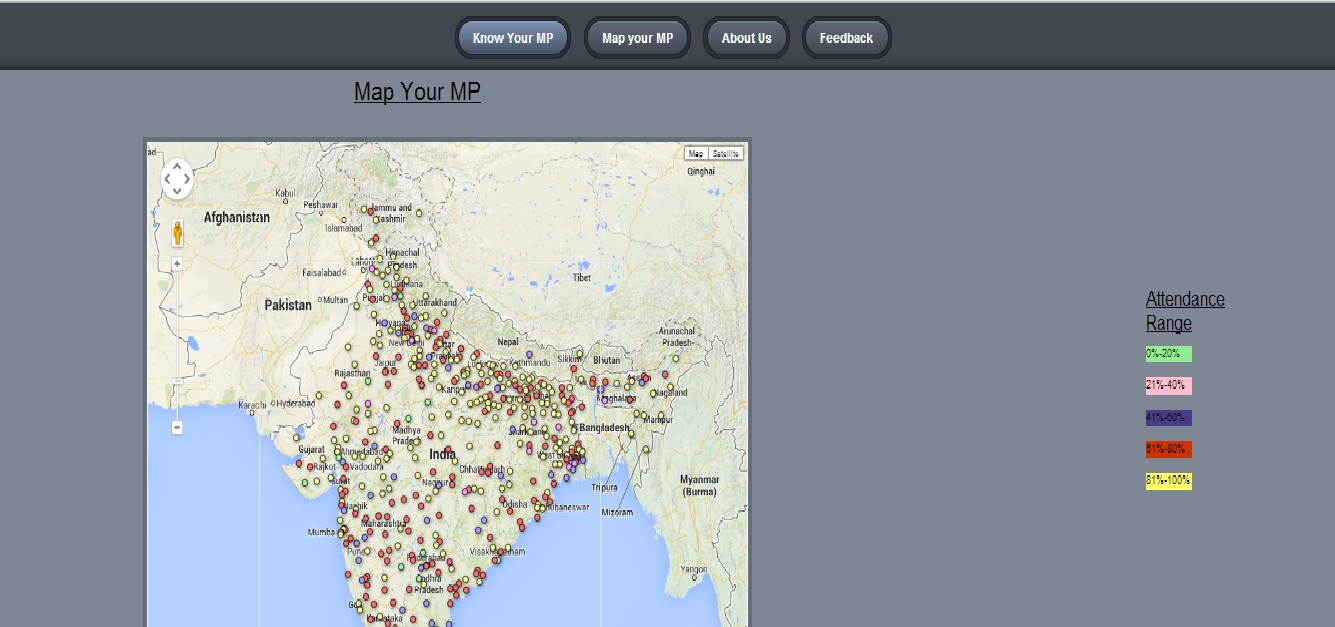 Know Your MP
Map your MP
About Us
Feedback
Map Your MP
Map
Satellite
Qinghai
Kabul
Peshawar
Jammu and
Kashmir
Afghanistan
Islamabad
Himachal
Pradesh
Lahore
Faisalabad
Tibet
Ludhiana
Punjab
Pakistan
Multan
Uttarakhand
Haryana
Arunachal
Pradesh
New Delhi
Nepal
Kathmandu
Sikkim
Bhutan
Jaipur
Rajasthan
Nagaland
Meghalaya
Karachi
Hyderabad
Manipur
Madhya
Pradesh
Bangladesh
Gujarat
Ahmedabad
India
Rajkot
Vadodara
Chhattisgarh
Surat
Nagpur
Myanmar
(Burma)
Tripura
Odisha
Bhubaneswar
Mizoram
Nashik
Maharashtra
Mumbai
Pune
Hyderabad
Visakhapatnam
Yangon
Andhra
Pradesh
Karnataka
Attendance
Range
0%-20%
21%-40%
41%-60%
61%-80%
81%-100%